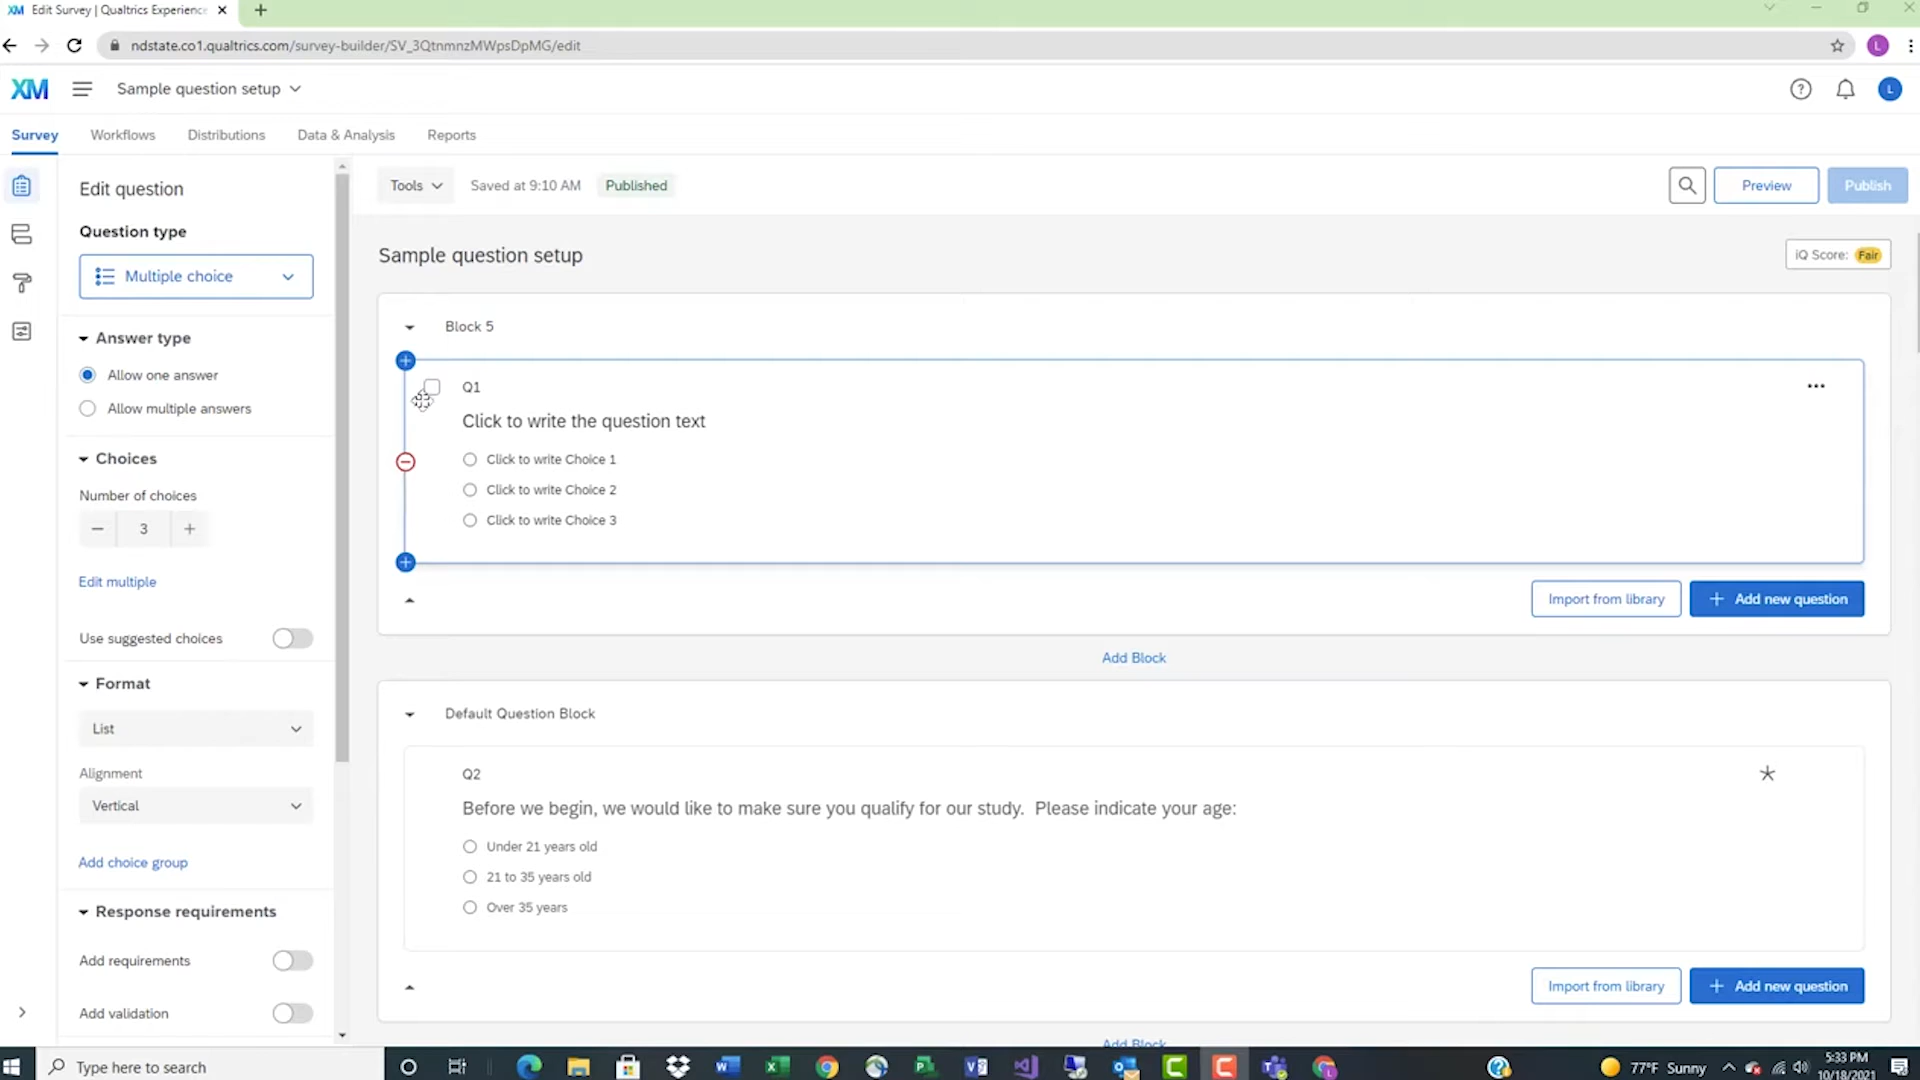 XM Edit Survey | Qualtrics Experience
ndstate.co1.qualtrics.com/survey-builder/SV_3QtnmnzMWpsDpMG/edit
L
XM Sample question setup
L
Survey Workflows Distributions Data & Analysis Reports
Edit question
Tools Saved at 9:10 AM Published
Preview Publish
Question type
Multiple choice
Sample question setup
iQ Score: Fair
Answer type
Allow one answer
Allow multiple answers
Choices
Number of choices
3
Edit multiple
Use suggested choices
Format
List
Alignment
Vertical
Add choice group
Response requirements
Add requirements
Add validation
Block 5
Q1
Click to write the question text
Click to write Choice 1
Click to write Choice 2
Click to write Choice 3
Import from library Add new question
Add Block
Default Question Block
Q2
Before we begin, we would like to make sure you qualify for our study. Please indicate your age:
Under 21 years old
21 to 35 years old
Over 35 years
Import from library Add new question
Add Block
Type here to search
77°F Sunny
5:33 PM
10/18/2021